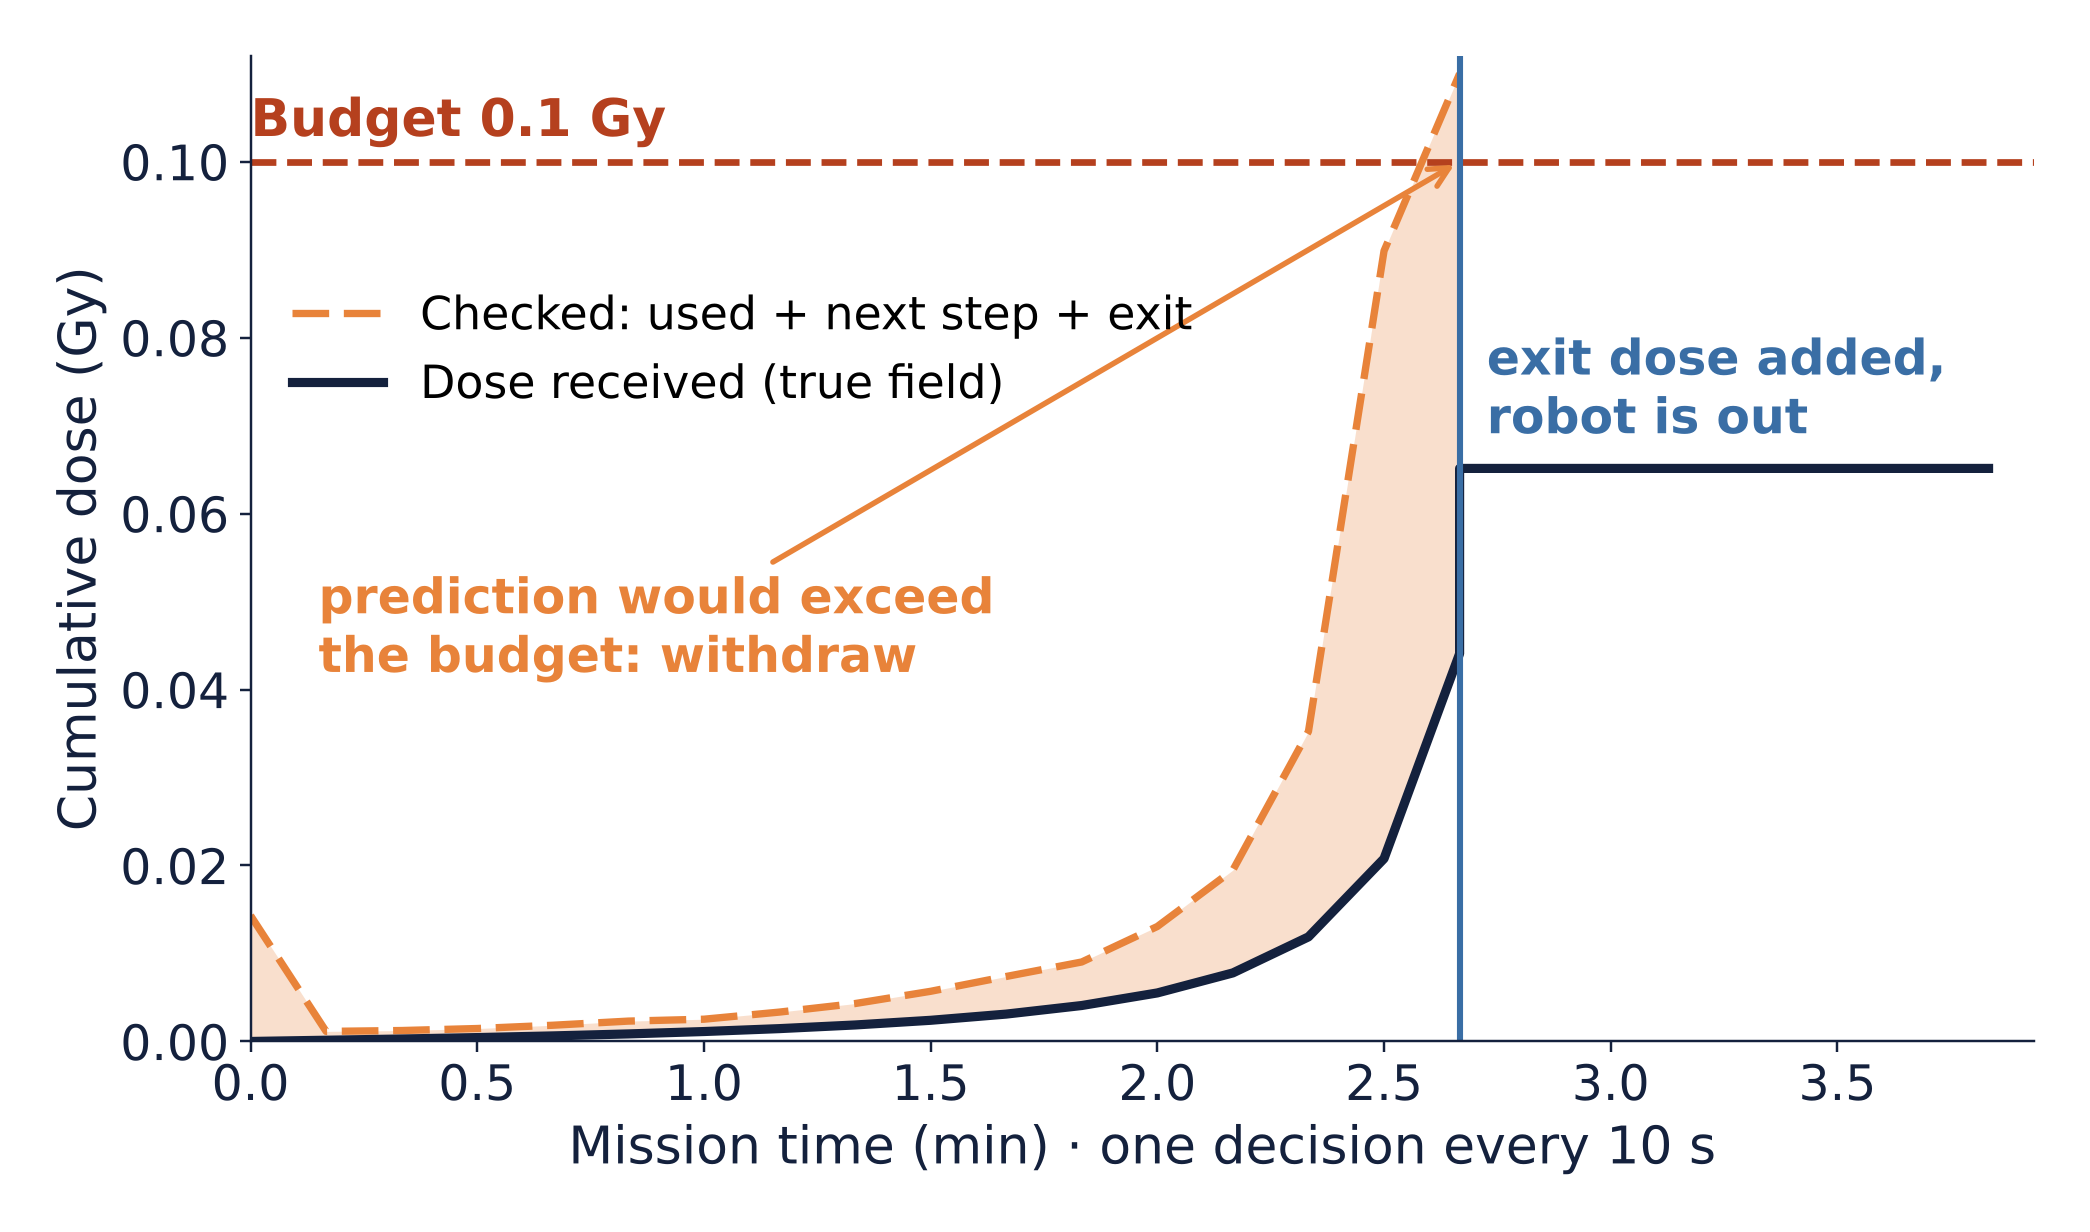 Budget 0.1 Gy
Checked: used + next step + exit
Dose received (true field)
exit dose added,
robot is out
prediction would exceed
the budget: withdraw
Cumulative dose (Gy)
0.10
0.08
0.06
0.04
0.02
0.00
0.0 0.5 1.0 1.5 2.0 2.5 3.0 3.5
Mission time (min) · one decision every 10 s